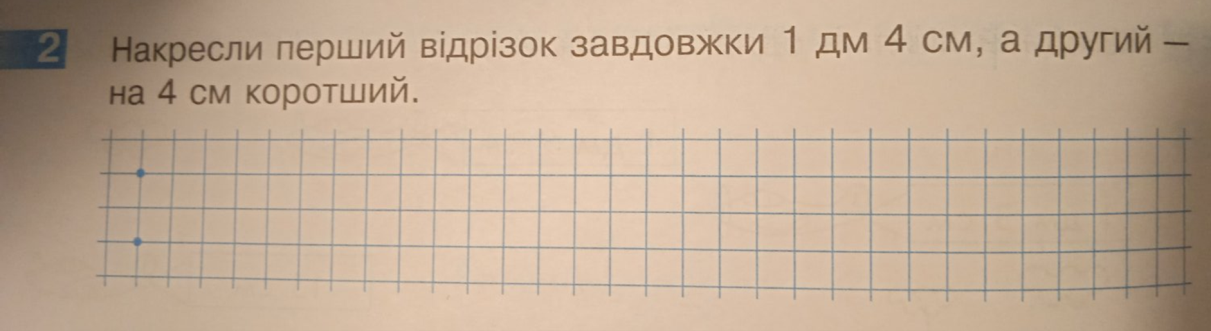 2 Накресли перший відрізок завдовжки 1 дм 4 см, а другий —
на 4 см коротший.